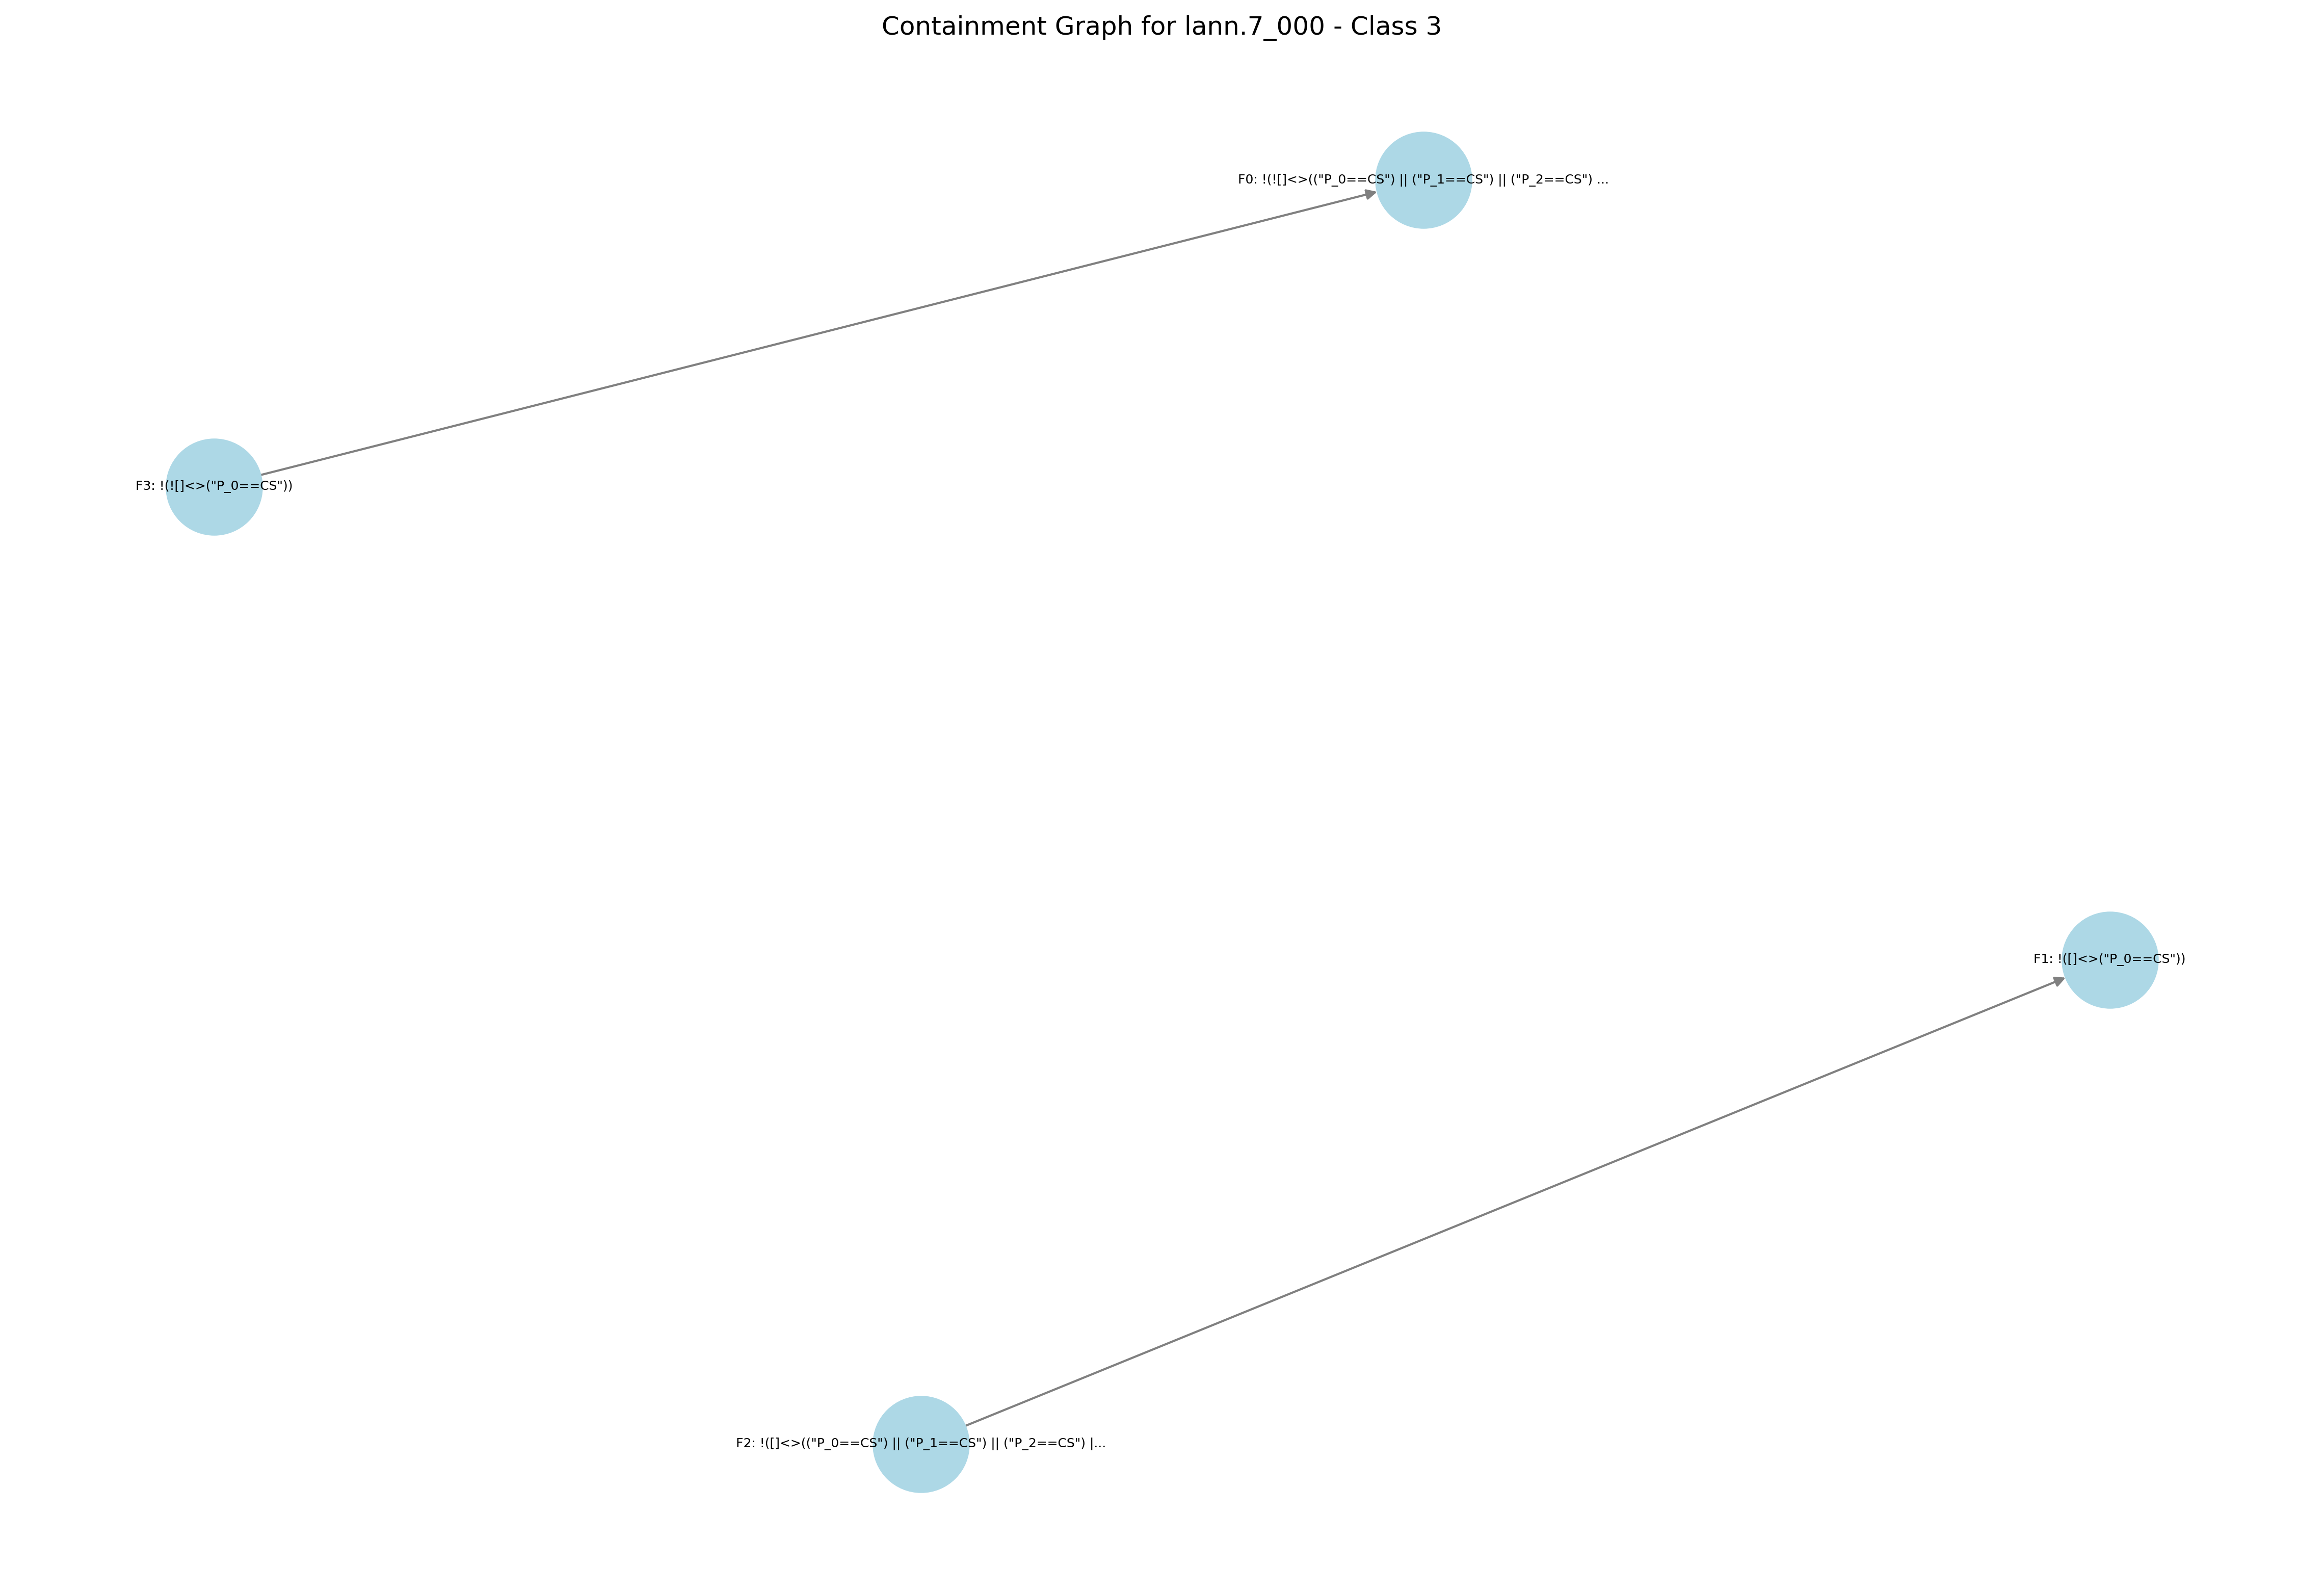 Containment Graph for lann.7_000 - Class 3
F0: !(![]<>(("P_0==CS") || ("P_1==CS") || ("P_2==CS") ...
F3: !(![]<>("P_0==CS"))
F1: !([]<>("P_0==CS"))
F2: !([]<>(("P_0==CS") || ("P_1==CS") || ("P_2==CS") |...